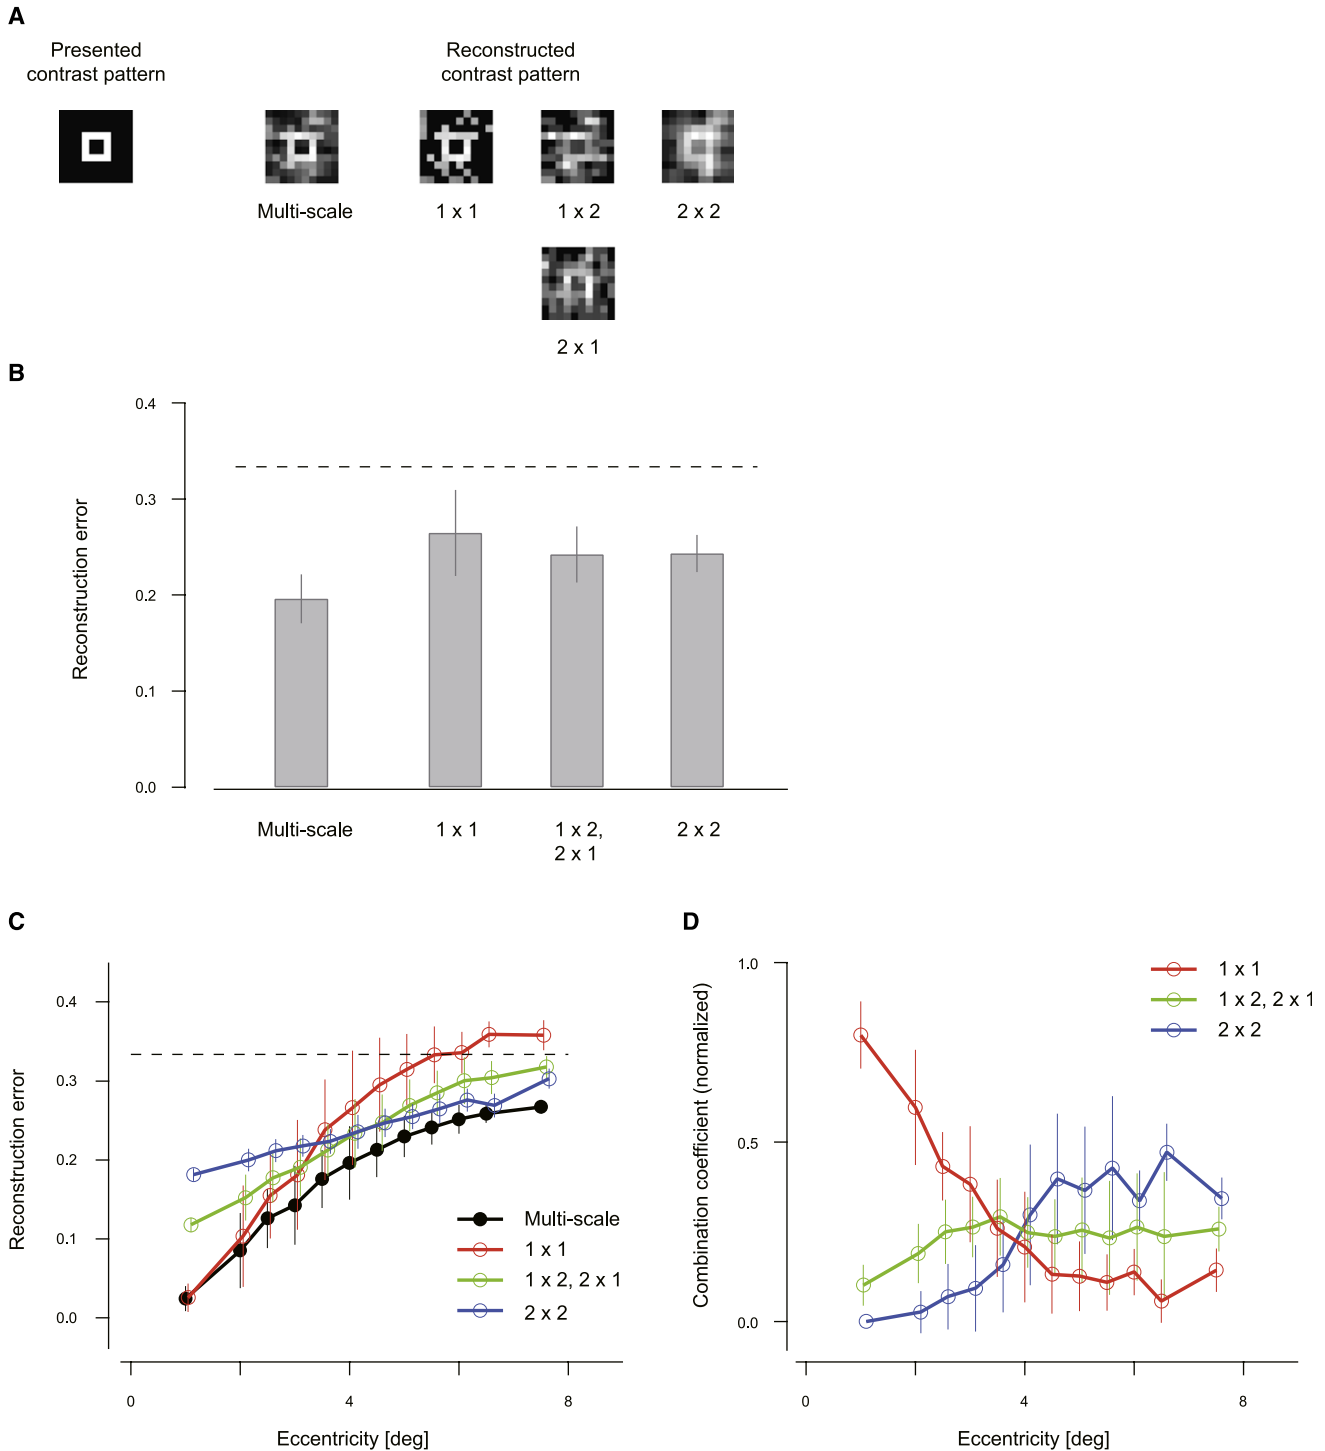 A
Presented
contrast pattern
Reconstructed
contrast pattern
Multi-scale
1 x 1
1 x 2
2 x 2
2 x 1
B
0.4
0.3
0.2
0.1
0.0
Reconstruction error
Multi-scale
1 x 1
1 x 2,
2 x 1
2 x 2
C
0.4
0.3
0.2
0.1
0.0
Reconstruction error
Multi-scale
1 x 1
1 x 2, 2 x 1
2 x 2
0
4
8
Eccentricity [deg]
D
1.0
0.5
0.0
Combination coefficient (normalized)
1 x 1
1 x 2, 2 x 1
2 x 2
0
4
8
Eccentricity [deg]